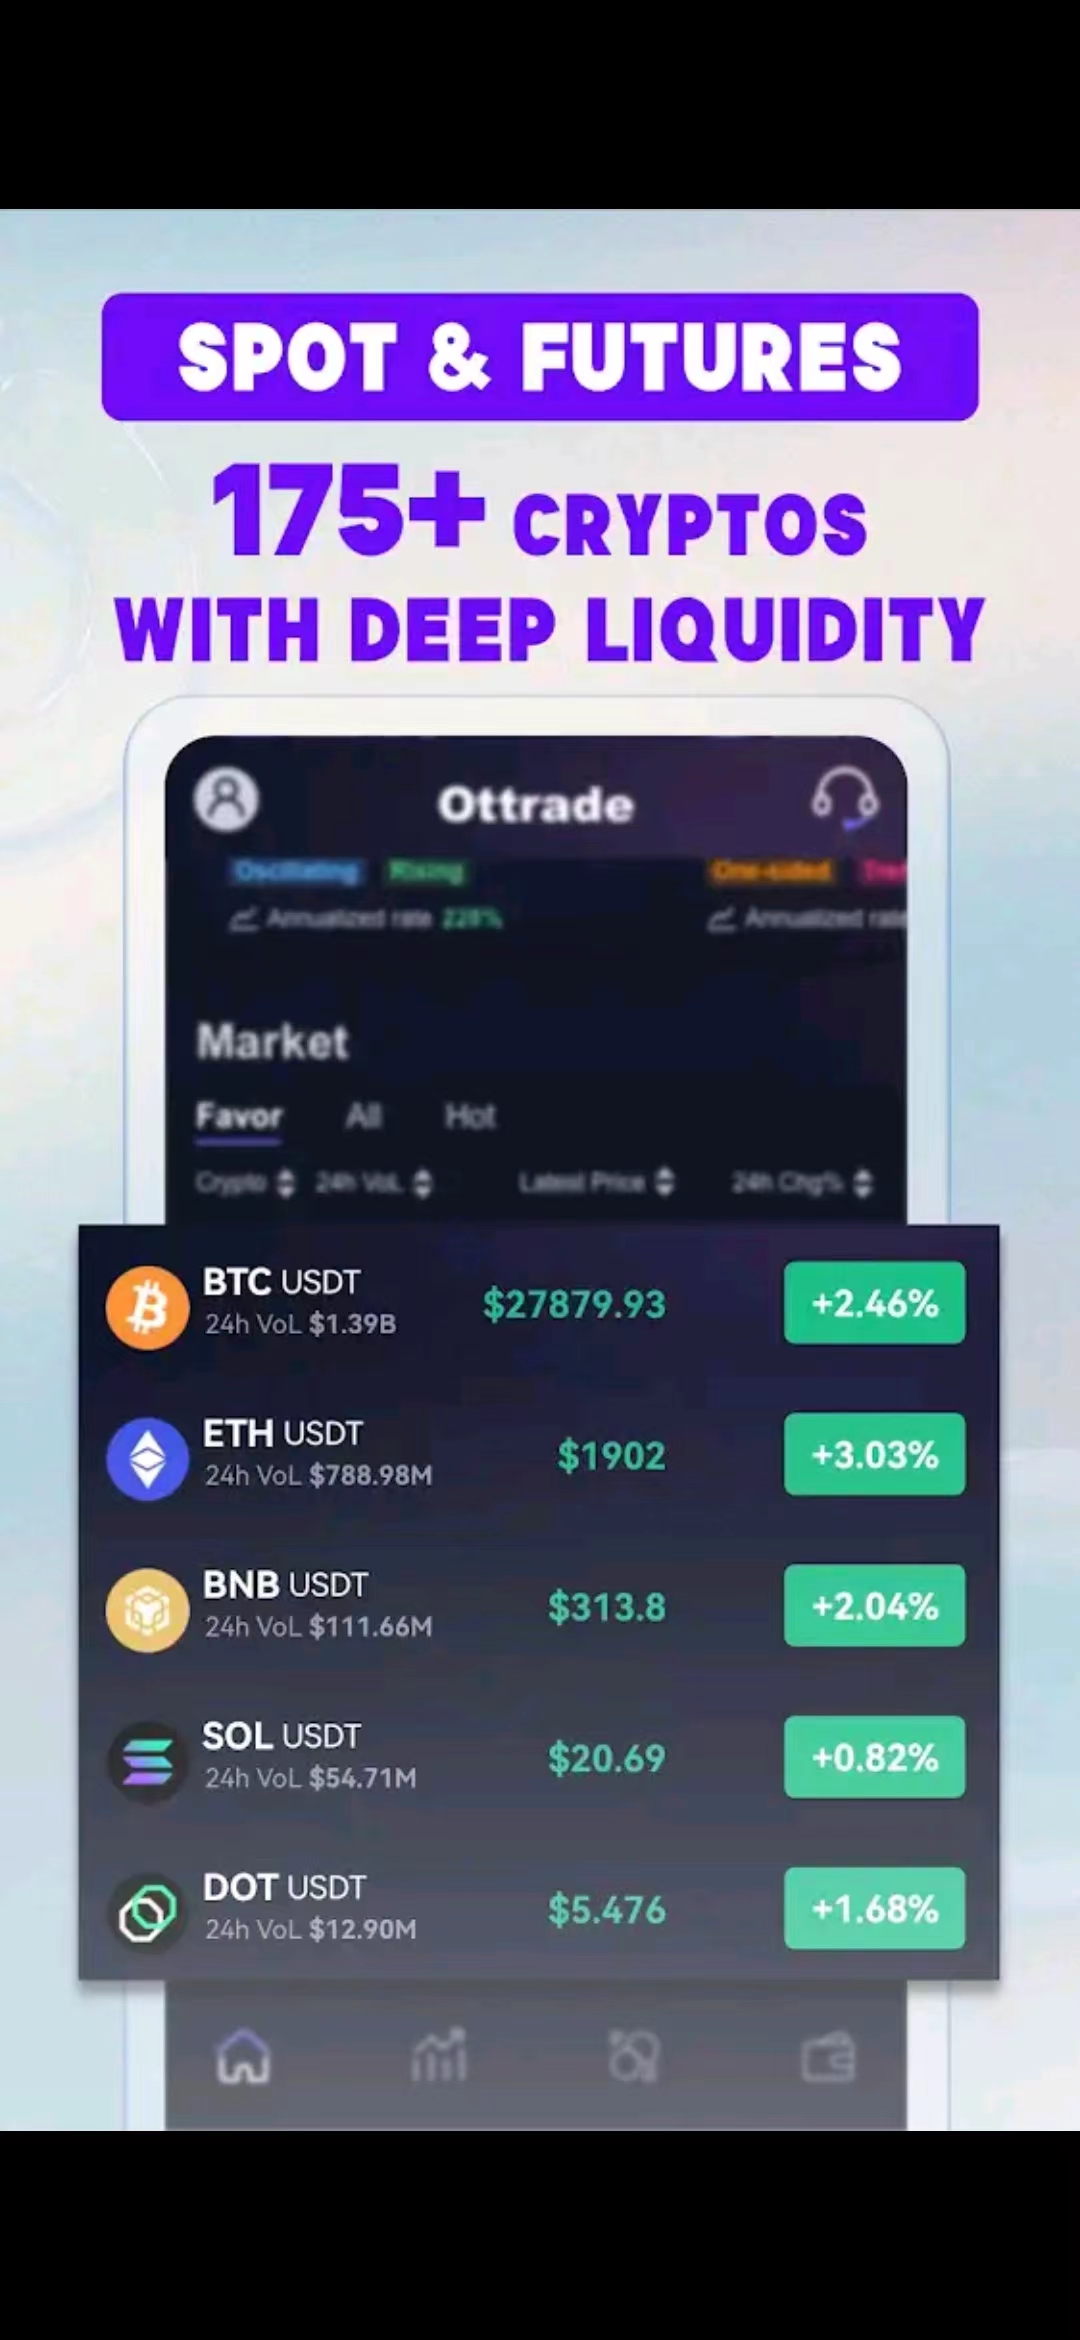 SPOT & FUTURES
175+ CRYPTOS
WITH DEEP LIQUIDITY
Ottrade
Oscillating Rising One-sided
Annualized rate 228% Annualized rate
Market
Favor All Hot
Crypto 24h VoL Latest Price 24h Chg%
BTC USDT
24h VoL $1.39B
$27879.93
+2.46%
ETH USDT
24h VoL $788.98M
$1902
+3.03%
BNB USDT
24h VoL $111.66M
$313.8
+2.04%
SOL USDT
24h VoL $54.71M
$20.69
+0.82%
DOT USDT
24h VoL $12.90M
$5.476
+1.68%